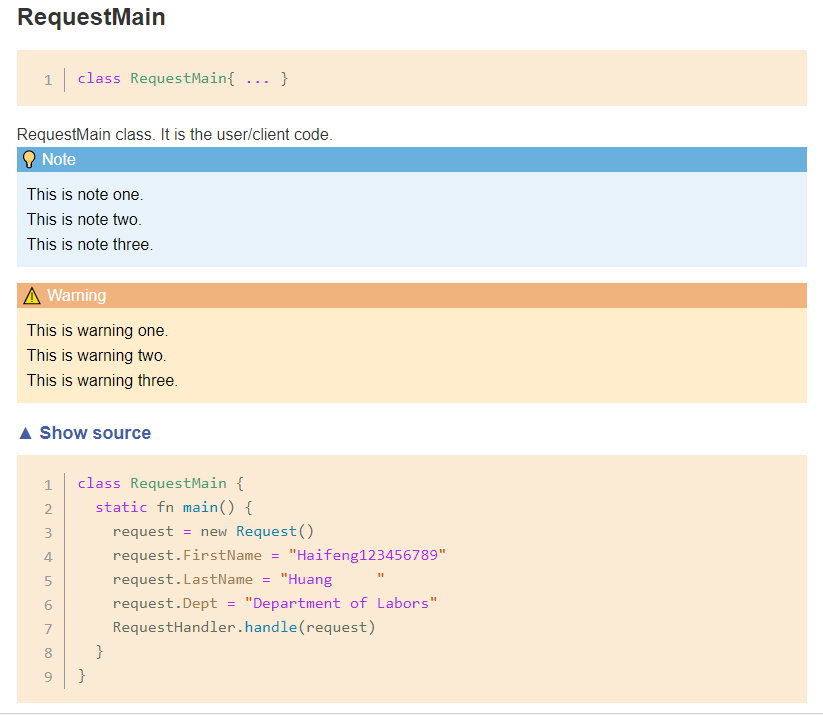 RequestMain
1 class RequestMain{ ... }
RequestMain class. It is the user/client code.
Note
This is note one.
This is note two.
This is note three.
Warning
This is warning one.
This is warning two.
This is warning three.
▲ Show source
1 class RequestMain {
2   static fn main() {
3     request = new Request()
4     request.FirstName = "Haifeng123456789"
5     request.LastName = "Huang     "
6     request.Dept = "Department of Labors"
7     RequestHandler.handle(request)
8   }
9 }